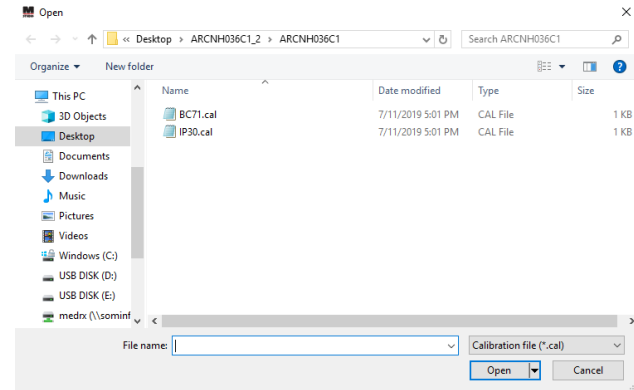 Open
« Desktop > ARCNH036C1_2 > ARCNH036C1
Search ARCNH036C1
Organize
New folder
Name
Date modified
Type
Size
This PC
3D Objects
Desktop
Documents
Downloads
Music
Pictures
Videos
Windows (C:)
USB DISK (D:)
USB DISK (E:)
medrx (\\sominf
BC71.cal 7/11/2019 5:01 PM CAL File 1 KB
IP30.cal 7/11/2019 5:01 PM CAL File 1 KB
File name:
Calibration file (*.cal)
Open
Cancel